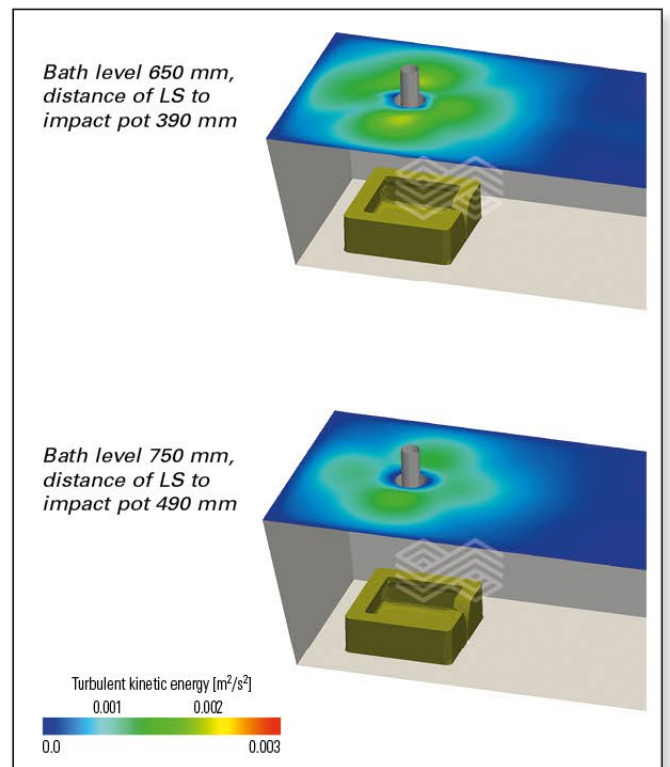 Bath level 650 mm,
distance of LS to
impact pot 390 mm
Bath level 750 mm,
distance of LS to
impact pot 490 mm
Turbulent kinetic energy [m²/s²]
0.001 0.002
0.0 0.003